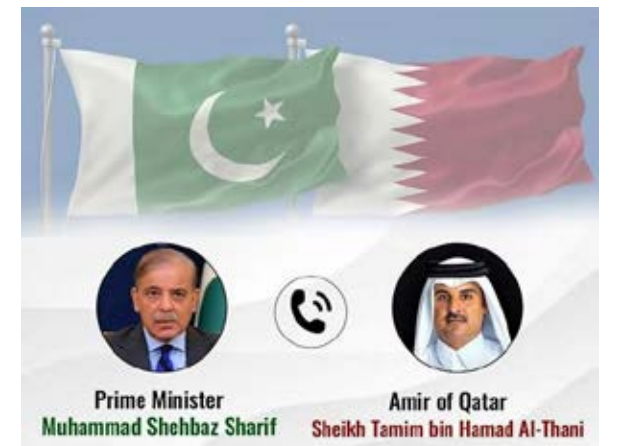 Prime Minister
Muhammad Shehbaz Sharif
Amir of Qatar
Sheikh Tamim bin Hamad Al-Thani